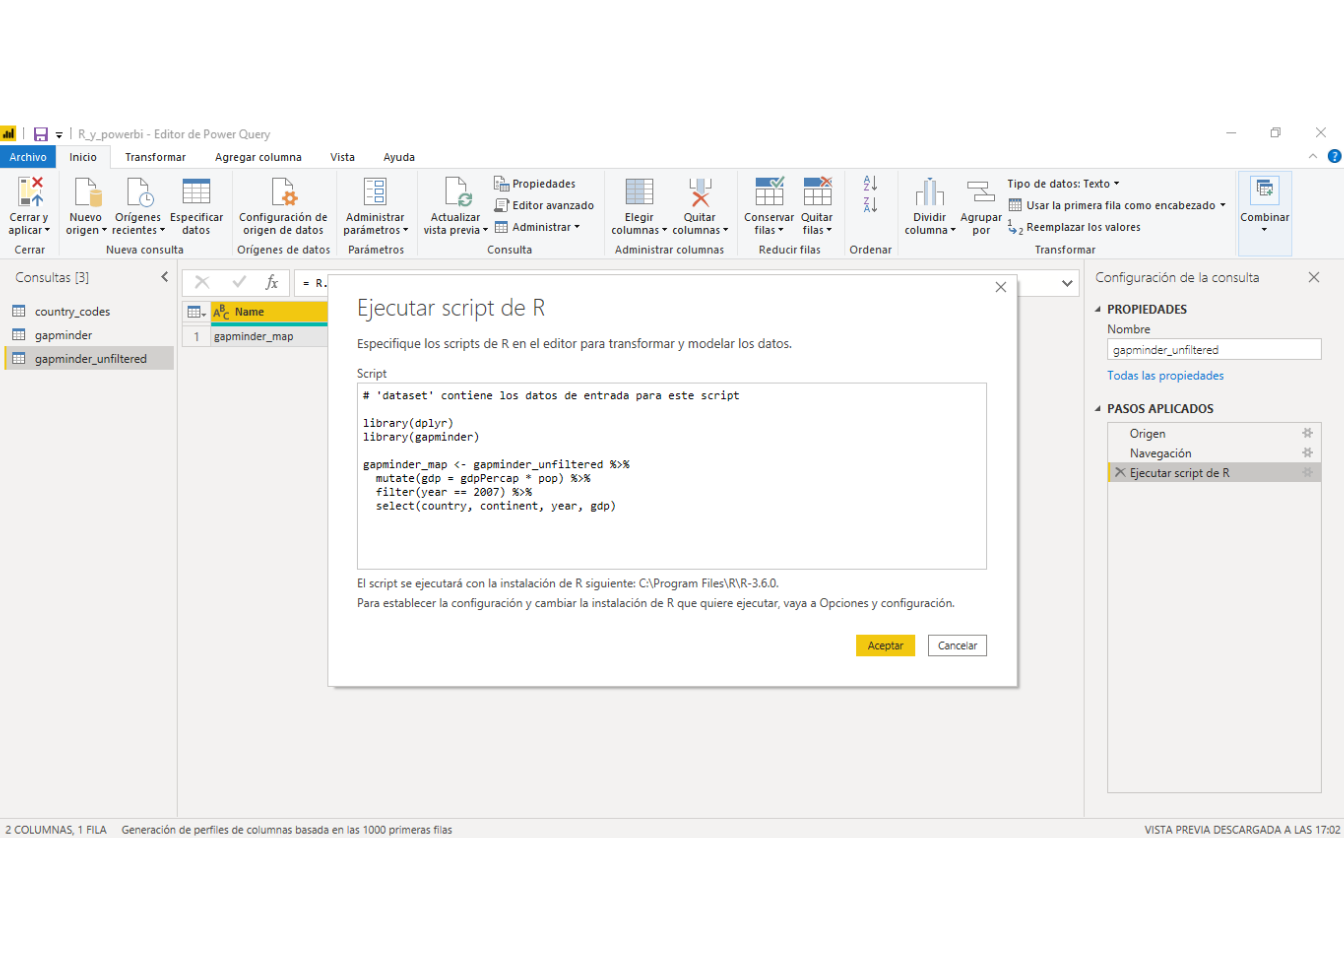 R_y_powerbi - Editor de Power Query
Archivo
Inicio
Transformar
Agregar columna
Vista
Ayuda
Cerrar y aplicar
Nuevo origen
Orígenes recientes
Especificar datos
Configuración de origen de datos
Administrar parámetros
Actualizar vista previa
Propiedades
Editor avanzado
Administrar
Elegir columnas
Quitar columnas
Conservar filas
Quitar filas
Dividir columna
Agrupar por
Tipo de datos: Texto
Usar la primera fila como encabezado
Reemplazar los valores
Combinar
Cerrar
Nueva consulta
Orígenes de datos
Parámetros
Consulta
Administrar columnas
Reducir filas
Ordenar
Transformar
Consultas [3]
country_codes
gapminder
gapminder_unfiltered
fx
= R.
ABC Name
1 gapminder_map
Ejecutar script de R
Especifique los scripts de R en el editor para transformar y modelar los datos.
Script
# 'dataset' contiene los datos de entrada para este script
library(dplyr)
library(gapminder)
gapminder_map <- gapminder_unfiltered %>%
mutate(gdp = gdpPercap * pop) %>%
filter(year == 2007) %>%
select(country, continent, year, gdp)
El script se ejecutará con la instalación de R siguiente: C:\Program Files\R\R-3.6.0.
Para establecer la configuración y cambiar la instalación de R que quiere ejecutar, vaya a Opciones y configuración.
Aceptar
Cancelar
Configuración de la consulta
PROPIEDADES
Nombre
gapminder_unfiltered
Todas las propiedades
PASOS APLICADOS
Origen
Navegación
Ejecutar script de R
2 COLUMNAS, 1 FILA
Generación de perfiles de columnas basada en las 1000 primeras filas
VISTA PREVIA DESCARGADA A LAS 17:02